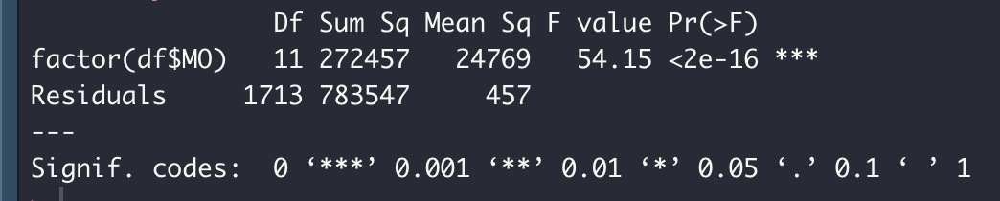 Df Sum Sq Mean Sq F value Pr(>F)
factor(df$MO) 11 272457 24769 54.15 <2e-16 ***
Residuals 1713 783547 457
---
Signif. codes: 0 ‘***’ 0.001 ‘**’ 0.01 ‘*’ 0.05 ‘.’ 0.1 ‘ ’ 1